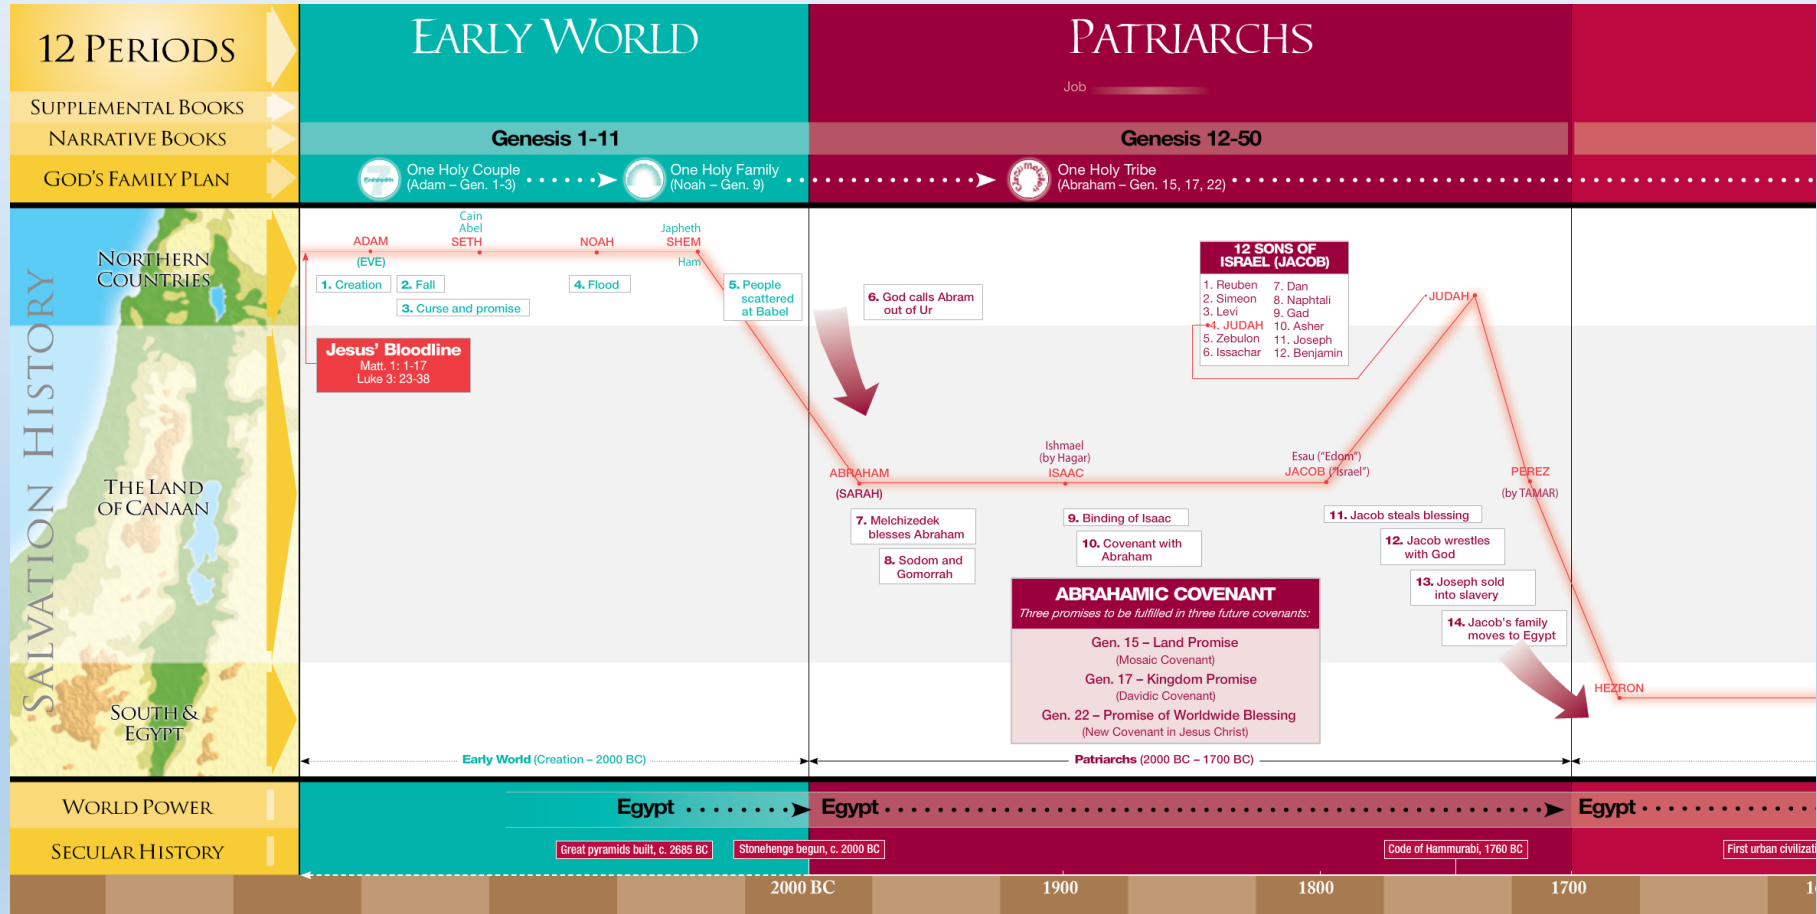 12 PERIODS
EARLY WORLD
PATRIARCHS
Job
SUPPLEMENTAL BOOKS
NARRATIVE BOOKS
Genesis 1-11
Genesis 12-50
GOD'S FAMILY PLAN
One Holy Couple
(Adam – Gen. 1-3)
One Holy Family
(Noah – Gen. 9)
One Holy Tribe
(Abraham – Gen. 15, 17, 22)
SALVATION HISTORY
NORTHERN
COUNTRIES
THE LAND
OF CANAAN
SOUTH &
EGYPT
ADAM
(EVE)
Cain
Abel
SETH
NOAH
Japheth
SHEM
Ham
1. Creation
2. Fall
3. Curse and promise
4. Flood
5. People
scattered
at Babel
Jesus' Bloodline
Matt. 1: 1-17
Luke 3: 23-38
6. God calls Abram
out of Ur
12 SONS OF
ISRAEL (JACOB)
1. Reuben
2. Simeon
3. Levi
4. JUDAH
5. Zebulon
6. Issachar
7. Dan
8. Naphtali
9. Gad
10. Asher
11. Joseph
12. Benjamin
JUDAH
ABRAHAM
(SARAH)
Ishmael
(by Hagar)
ISAAC
Esau ("Edom")
JACOB ("Israel")
PEREZ
(by TAMAR)
7. Melchizedek
blesses Abraham
8. Sodom and
Gomorrah
9. Binding of Isaac
10. Covenant with
Abraham
11. Jacob steals blessing
12. Jacob wrestles
with God
13. Joseph sold
into slavery
14. Jacob's family
moves to Egypt
HEZRON
ABRAHAMIC COVENANT
Three promises to be fulfilled in three future covenants:
Gen. 15 – Land Promise
(Mosaic Covenant)
Gen. 17 – Kingdom Promise
(Davidic Covenant)
Gen. 22 – Promise of Worldwide Blessing
(New Covenant in Jesus Christ)
Early World (Creation – 2000 BC)
Patriarchs (2000 BC – 1700 BC)
WORLD POWER
Egypt
Egypt
Egypt
SECULAR HISTORY
Great pyramids built, c. 2685 BC
Stonehenge begun, c. 2000 BC
Code of Hammurabi, 1760 BC
First urban
2000 BC
1900
1800
1700